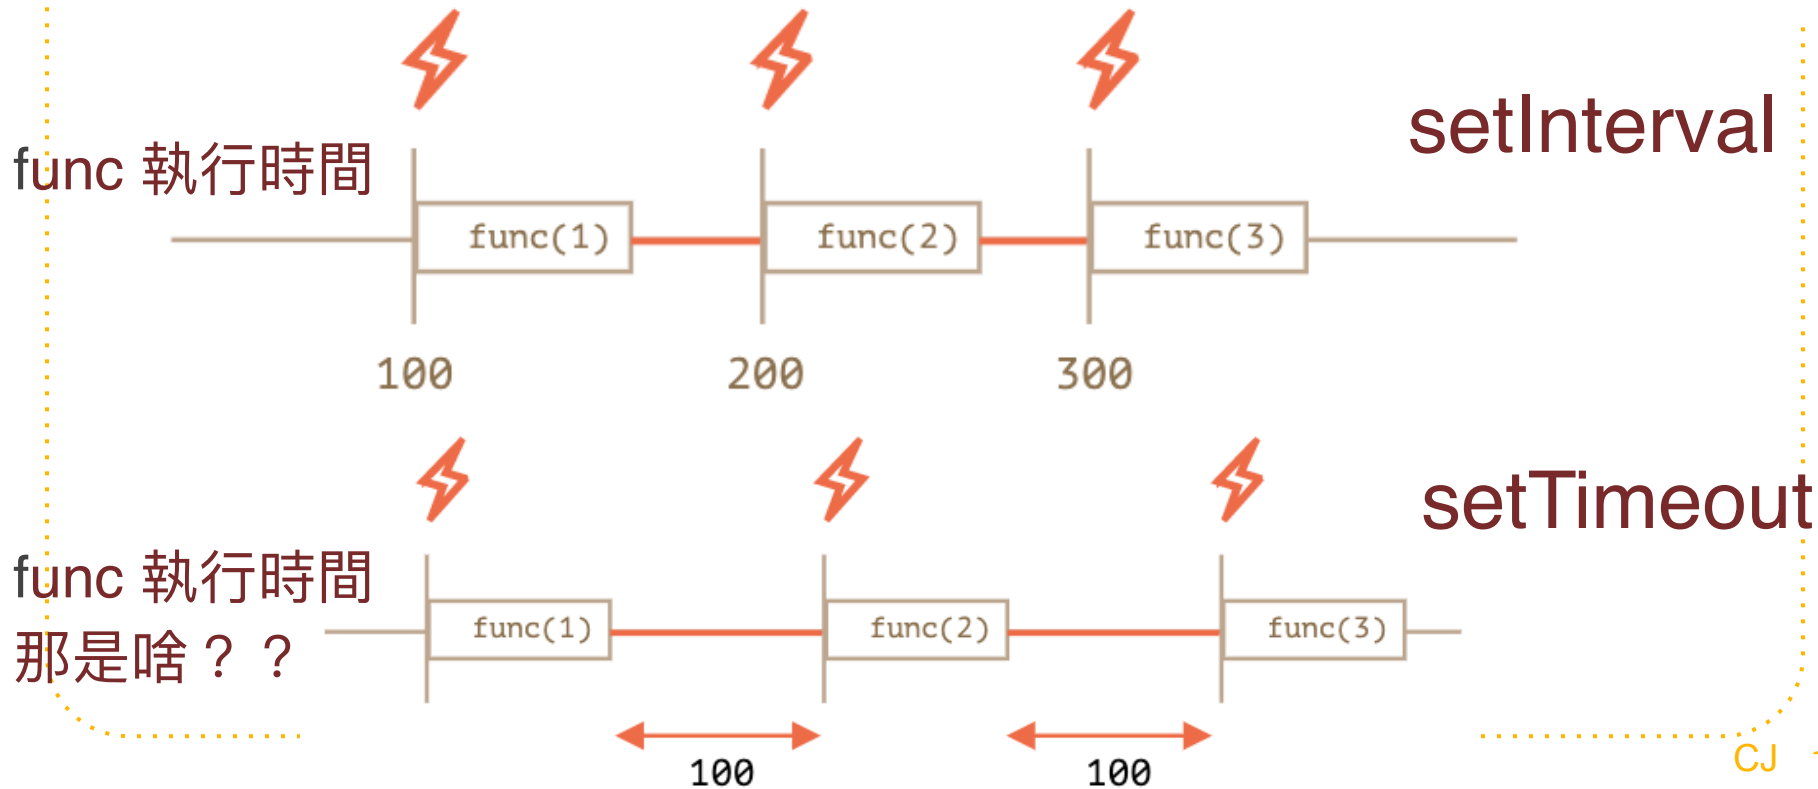 setInterval
func 執行時間
func(1) func(2) func(3)
100 200 300
setTimeout
func 執行時間
那是啥？？
func(1) func(2) func(3)
100 100
CJ